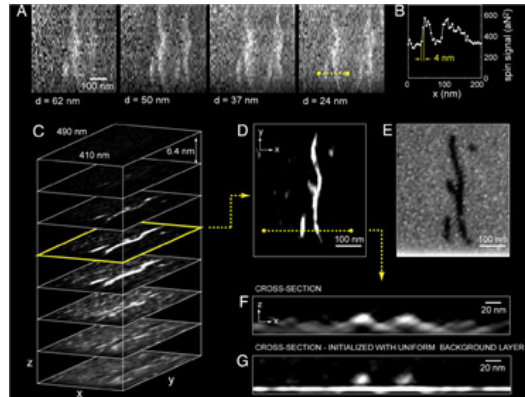 A
100 nm
d = 62 nm
d = 50 nm
d = 37 nm
d = 24 nm
B
600
400
200
0
spin signal (aN²)
4 nm
0
100
200
x (nm)
C
490 nm
410 nm
6.4 nm
z
x
y
D
y
x
100 nm
E
100 nm
CROSS-SECTION
F
z
x
20 nm
CROSS-SECTION - INITIALIZED WITH UNIFORM BACKGROUND LAYER
G
20 nm